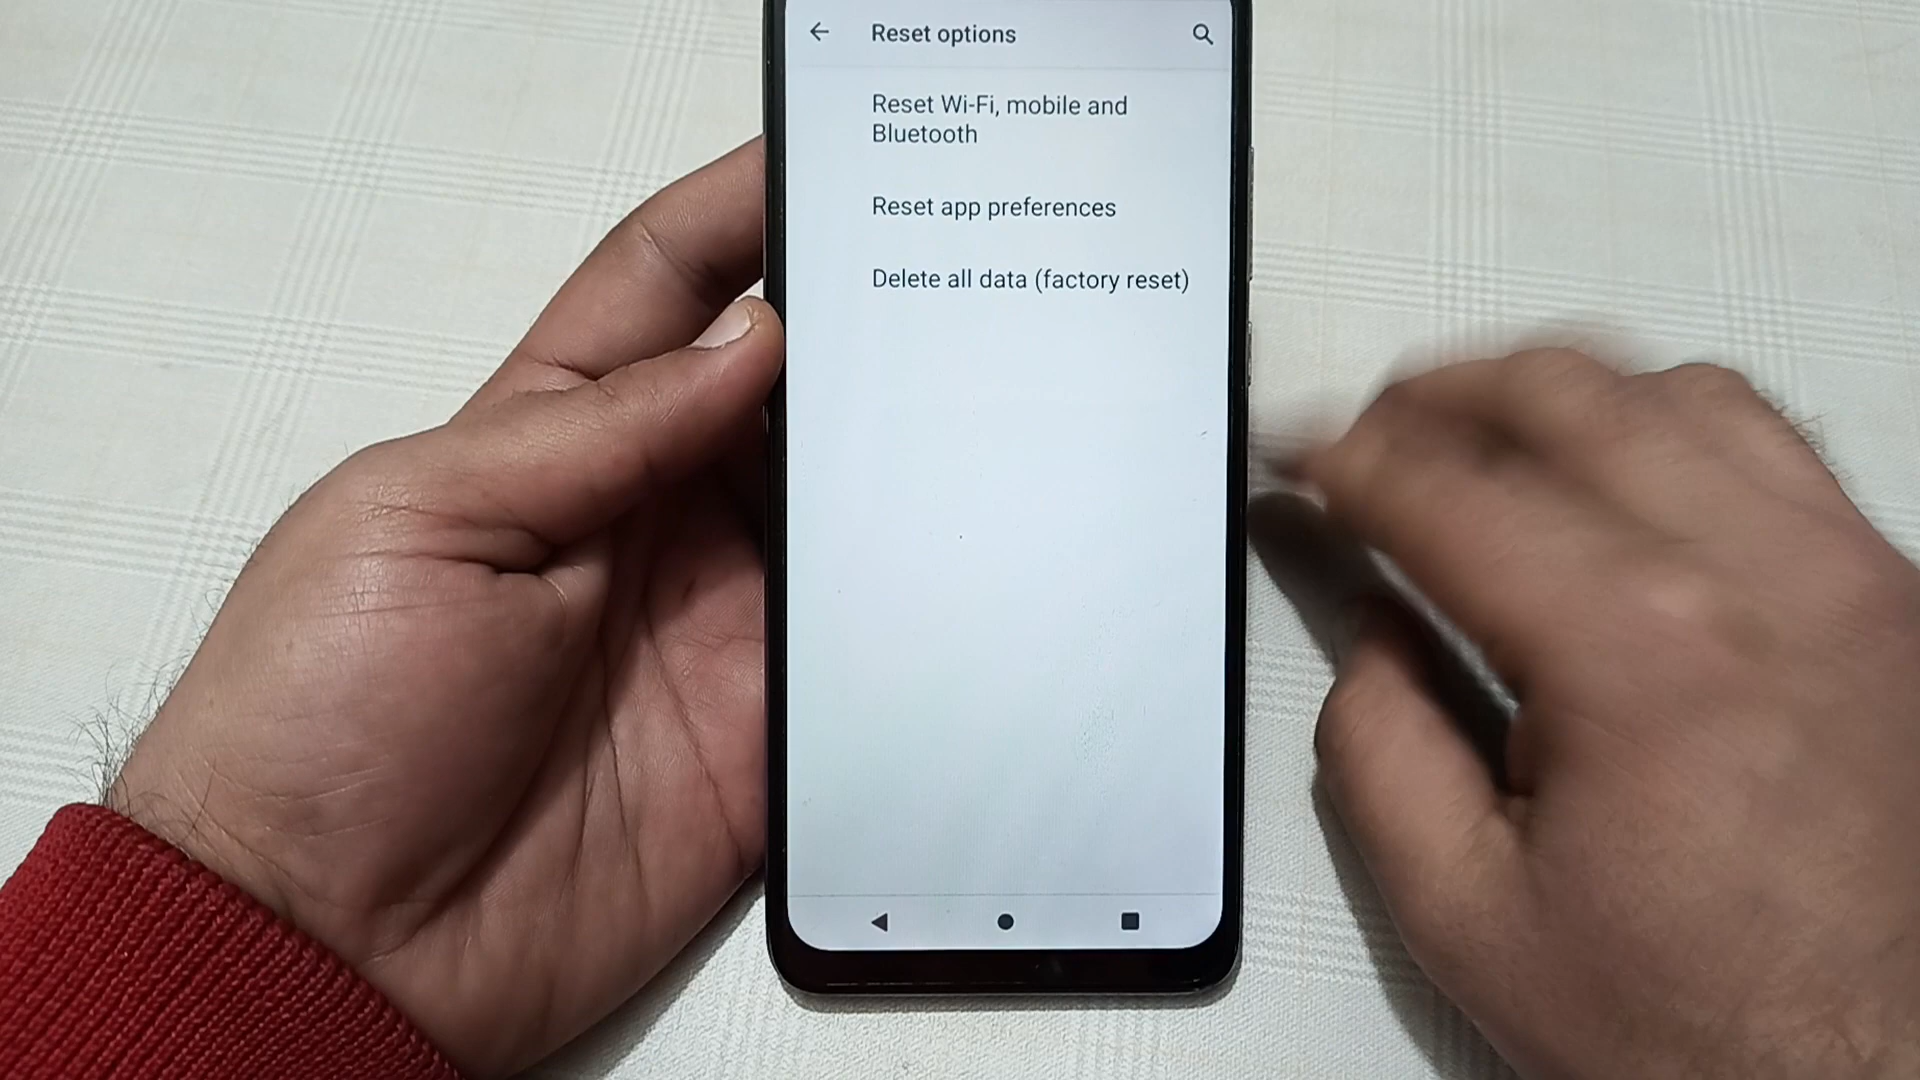 Reset options
Reset Wi-Fi, mobile and
Bluetooth
Reset app preferences
Delete all data (factory reset)